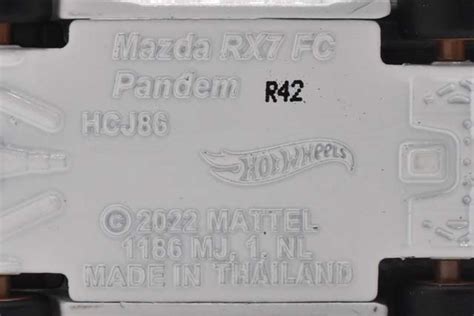 Mazda RX7 FC
Pandem R42
HCJ86
HOT WHEELS
© 2022 MATTEL
1186 MJ, 1, NL
MADE IN THAILAND